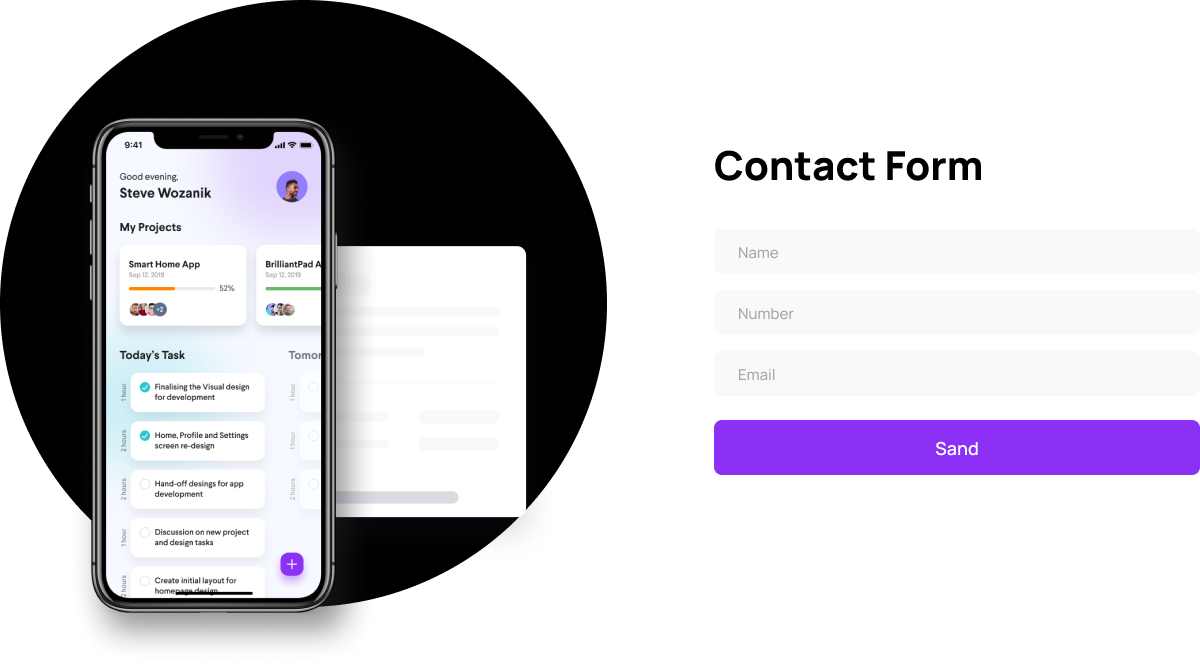 9:41
Good evening,
Steve Wozanik
My Projects
Smart Home App
Sep 12, 2019
52%
+2
BrilliantPad A
Sep 12, 2019
Today's Task
Tomor
1 hour
Finalising the Visual design
for development
1 hour
2 hours
Home, Profile and Settings
screen re-design
1 hour
2 hours
Hand-off desings for app
development
2 hours
1 hour
Discussion on new project
and design tasks
2 hours
Create initial layout for
homepage design
Contact Form
Name
Number
Email
Sand